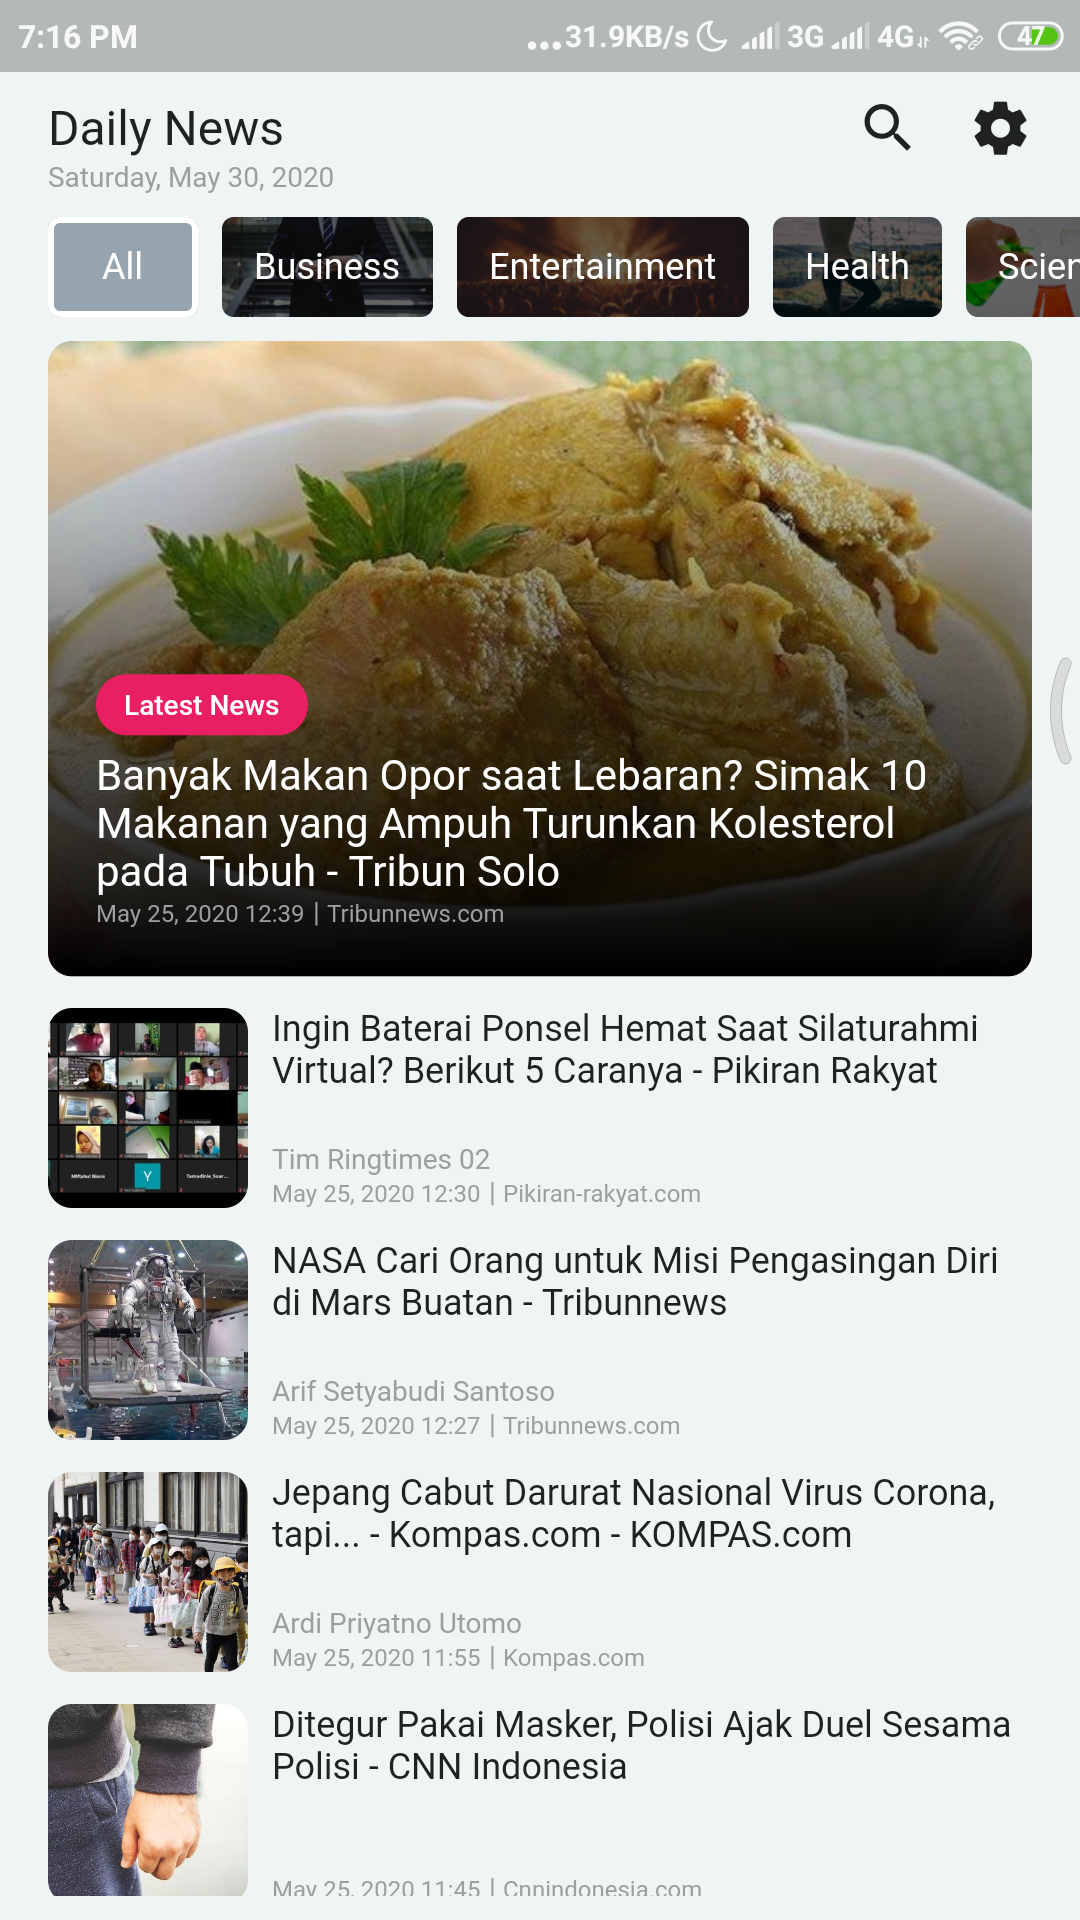 7:16 PM
...31.9KB/s 3G 4G 47
Daily News
Saturday, May 30, 2020
All
Business
Entertainment
Health
Scien
Latest News
Banyak Makan Opor saat Lebaran? Simak 10
Makanan yang Ampuh Turunkan Kolesterol
pada Tubuh - Tribun Solo
May 25, 2020 12:39 | Tribunnews.com
Ingin Baterai Ponsel Hemat Saat Silaturahmi
Virtual? Berikut 5 Caranya - Pikiran Rakyat
Miftahul Bisnis
Y
Tim Ringtimes 02
May 25, 2020 12:30 | Pikiran-rakyat.com
NASA Cari Orang untuk Misi Pengasingan Diri
di Mars Buatan - Tribunnews
Arif Setyabudi Santoso
May 25, 2020 12:27 | Tribunnews.com
Jepang Cabut Darurat Nasional Virus Corona,
tapi... - Kompas.com - KOMPAS.com
Ardi Priyatno Utomo
May 25, 2020 11:55 | Kompas.com
Ditegur Pakai Masker, Polisi Ajak Duel Sesama
Polisi - CNN Indonesia
May 25, 2020 11:45 | Cnnindonesia.com